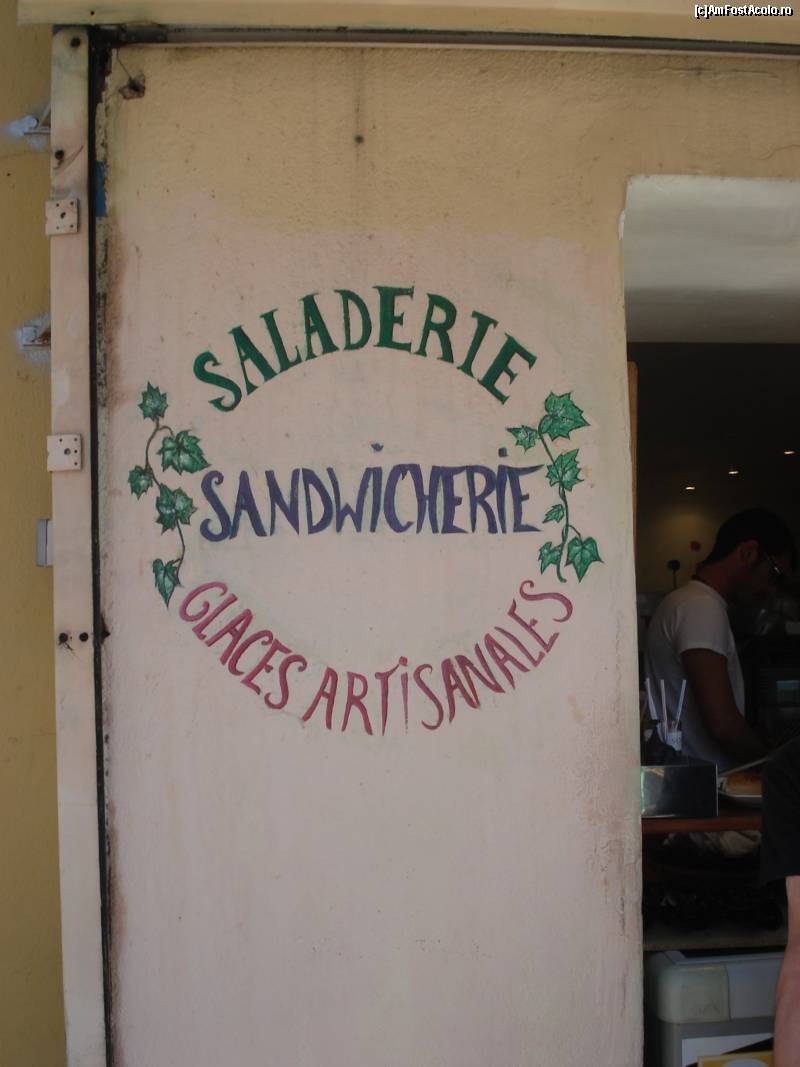 [c]AmFostAcolo.ro
SALADERIE
SANDWICHERIE
GLACES ARTISANALES